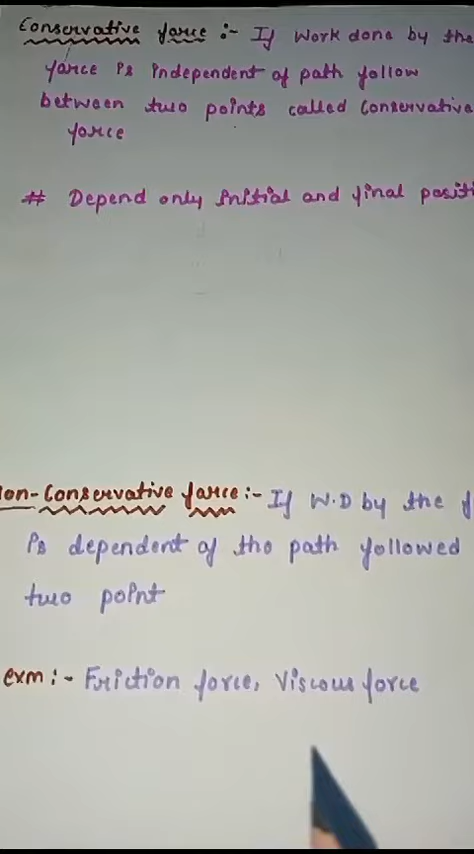 Conservative force :- If work done by the
force is independent of path follow
between two points called conservative
force
# Depend only initial and final positi
on-Conservative force :- If W.D by the f
is dependent of the path followed
two point
exm :- Friction force, Viscous force